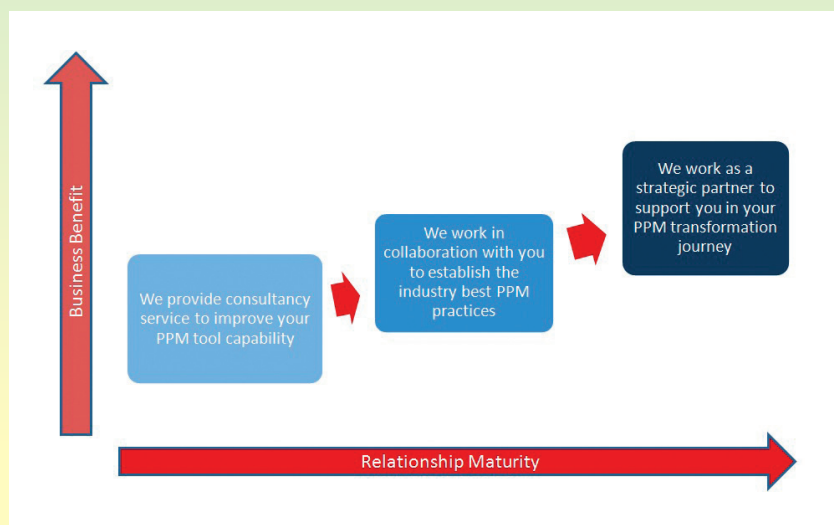 Business Benefit
We provide consultancy
service to improve your
PPM tool capability
We work in
collaboration with you
to establish the
industry best PPM
practices
We work as a
strategic partner to
support you in your
PPM transformation
journey
Relationship Maturity